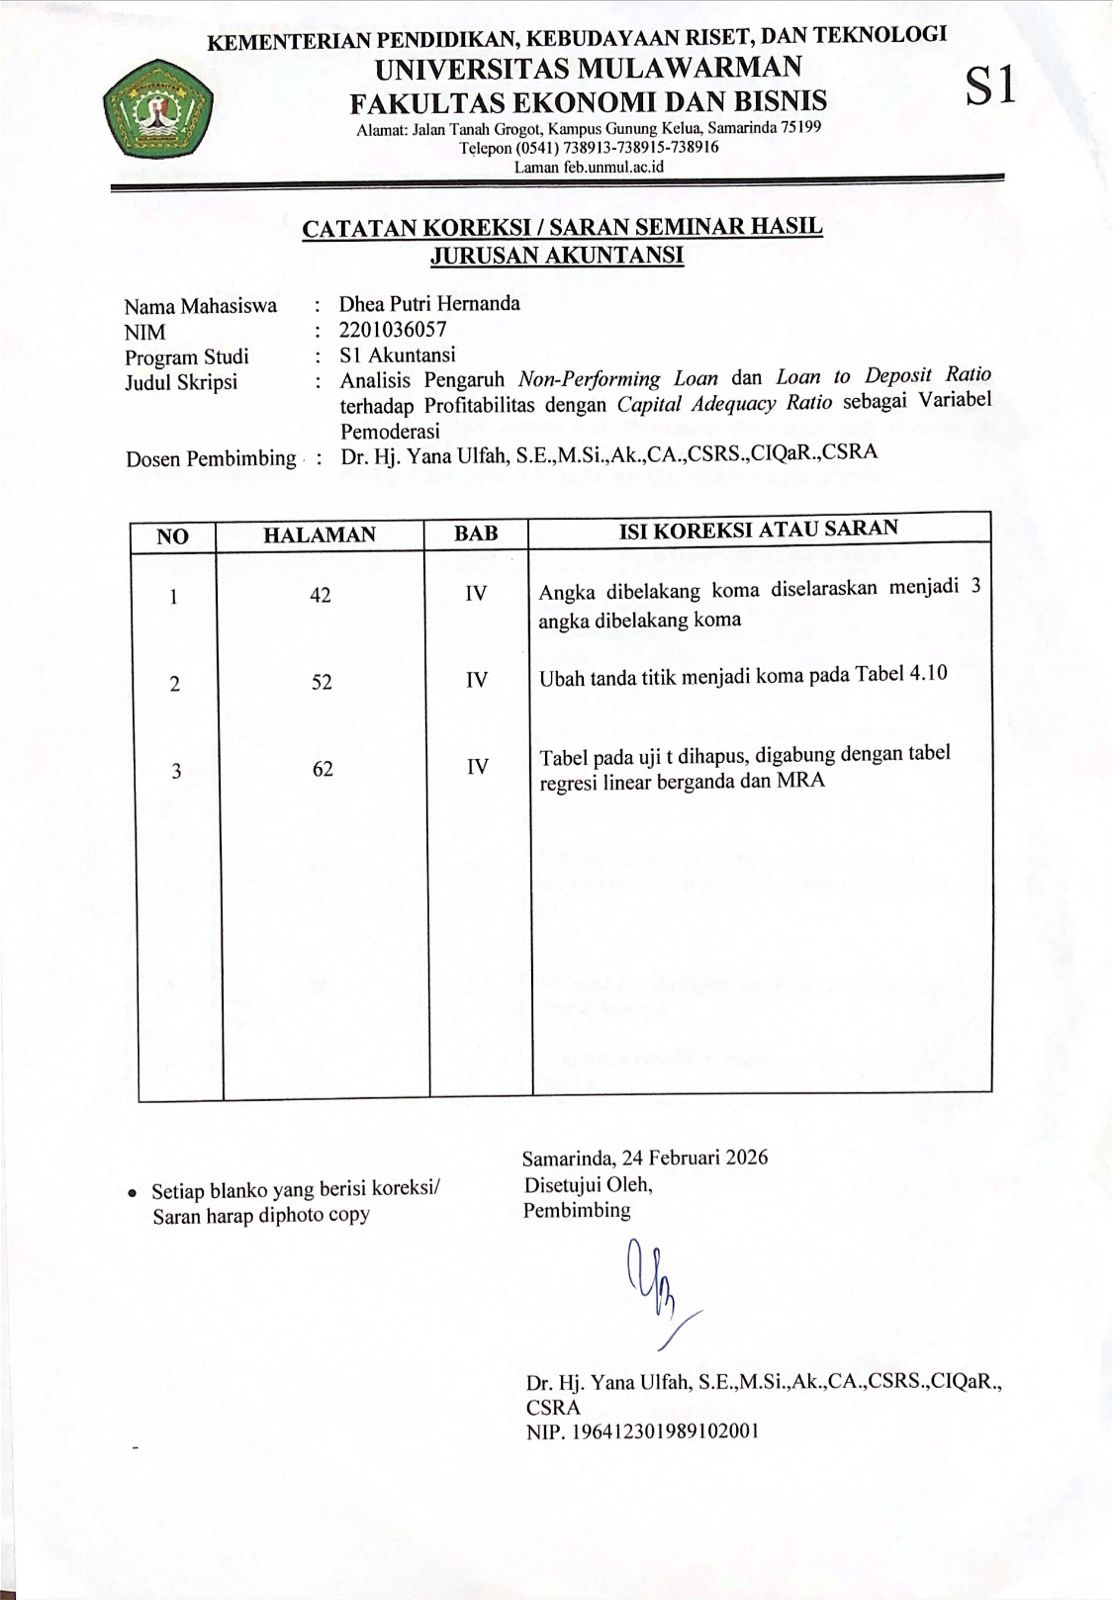 KEMENTERIAN PENDIDIKAN, KEBUDAYAAN RISET, DAN TEKNOLOGI
UNIVERSITAS MULAWARMAN
FAKULTAS EKONOMI DAN BISNIS
S1
Alamat: Jalan Tanah Grogot, Kampus Gunung Kelua, Samarinda 75199
Telepon (0541) 738913-738915-738916
Laman feb.unmul.ac.id
CATATAN KOREKSI / SARAN SEMINAR HASIL
JURUSAN AKUNTANSI
Nama Mahasiswa : Dhea Putri Hernanda
NIM : 2201036057
Program Studi : S1 Akuntansi
Judul Skripsi : Analisis Pengaruh Non-Performing Loan dan Loan to Deposit Ratio
terhadap Profitabilitas dengan Capital Adequacy Ratio sebagai Variabel
Pemoderasi
Dosen Pembimbing : Dr. Hj. Yana Ulfah, S.E.,M.Si.,Ak.,CA.,CSRS.,CIQaR.,CSRA
NO HALAMAN BAB ISI KOREKSI ATAU SARAN
1 42 IV Angka dibelakang koma diselaraskan menjadi 3
angka dibelakang koma
2 52 IV Ubah tanda titik menjadi koma pada Tabel 4.10
3 62 IV Tabel pada uji t dihapus, digabung dengan tabel
regresi linear berganda dan MRA
Samarinda, 24 Februari 2026
Disetujui Oleh,
Pembimbing
• Setiap blanko yang berisi koreksi/
Saran harap diphoto copy
Dr. Hj. Yana Ulfah, S.E.,M.Si.,Ak.,CA.,CSRS.,CIQaR.,
CSRA
NIP. 196412301989102001